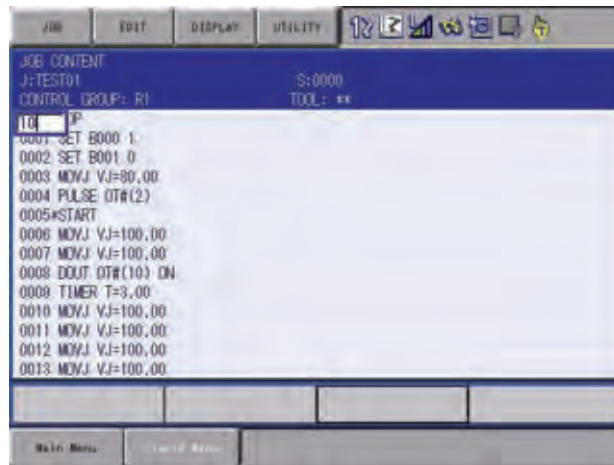 JOB EDIT DISPLAY UTILITY
JOB CONTENT
J:TEST01 S:0000
CONTROL GROUP: R1 TOOL: **
10
0001 SET B000 1
0002 SET B001 0
0003 MOVJ VJ=80.00
0004 PULSE OT#(2)
0005*START
0006 MOVJ VJ=100.00
0007 MOVJ VJ=100.00
0008 DOUT OT#(10) ON
0009 TIMER T=3.00
0010 MOVJ VJ=100.00
0011 MOVJ VJ=100.00
0012 MOVJ VJ=100.00
0013 MOVJ VJ=100.00
Main Menu